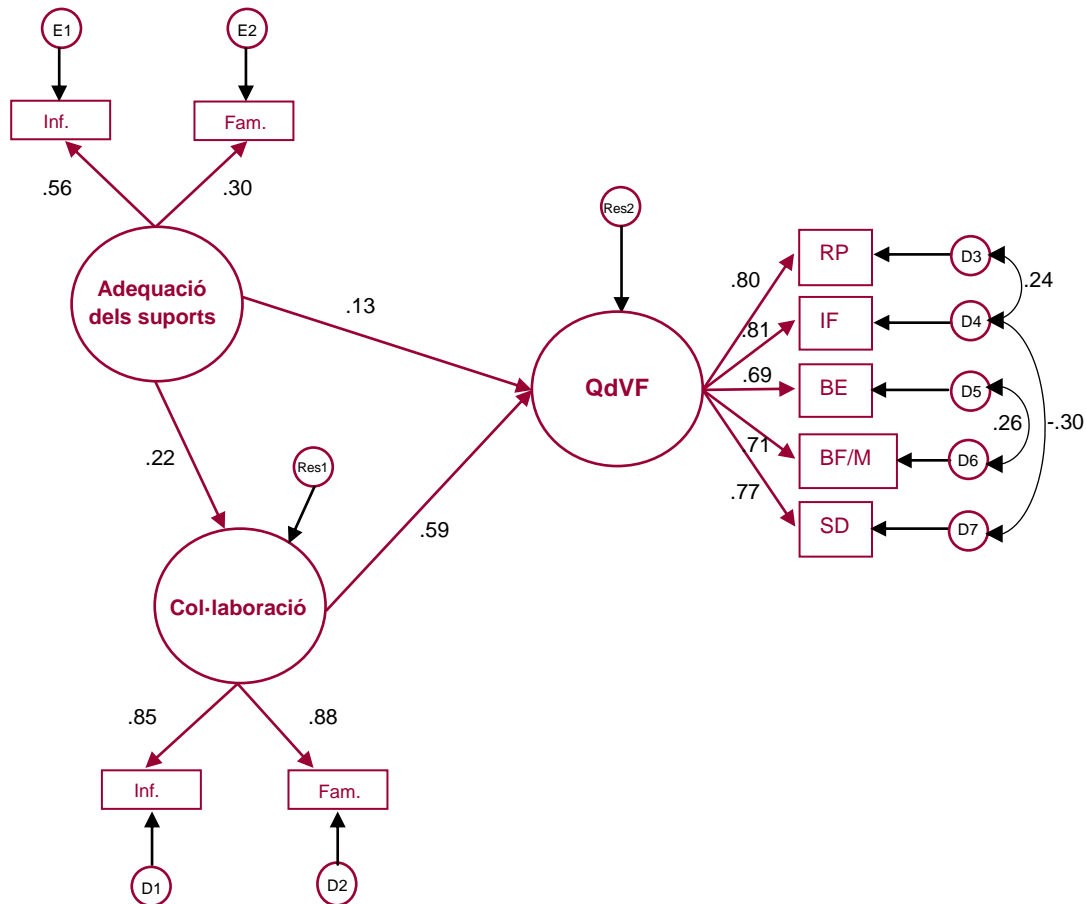 E1
E2
Inf.
Fam.
.56
.30
Res2
RP
D3
Adequació
dels suports
.80
.24
.13
IF
D4
.81
QdVF
.69
BE
D5
.26
-.30
.22
.71
BF/M
D6
Res1
.77
.59
SD
D7
Col·laboració
.85
.88
Inf.
Fam.
D1
D2